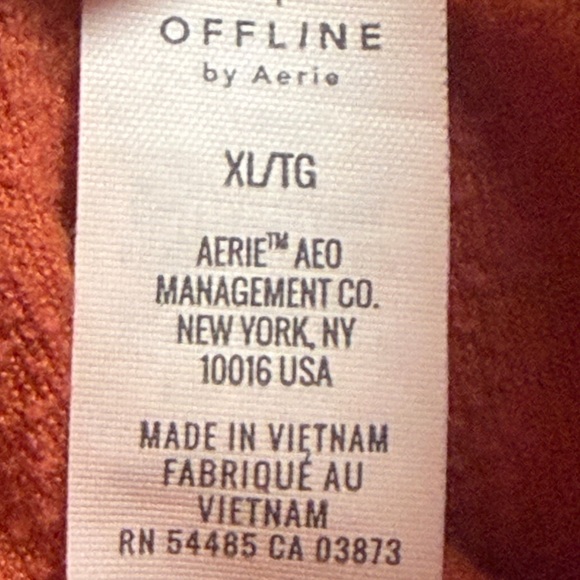 OFFLINE
by Aerie
XL/TG
AERIE™ AEO
MANAGEMENT CO.
NEW YORK, NY
10016 USA
MADE IN VIETNAM
FABRIQUÉ AU
VIETNAM
RN 54485 CA 03873